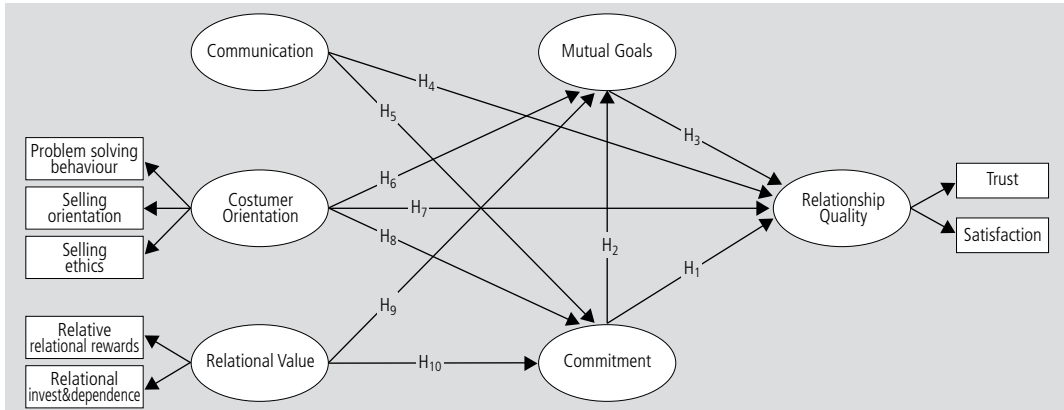 Communication
Mutual Goals
H4
H5
H3
Problem solving
behaviour
Selling
orientation
Selling
ethics
Costumer
Orientation
H6
H7
H8
Relationship
Quality
Trust
Satisfaction
H2
H1
H9
Relative
relational rewards
Relational
invest&dependence
Relational Value
H10
Commitment